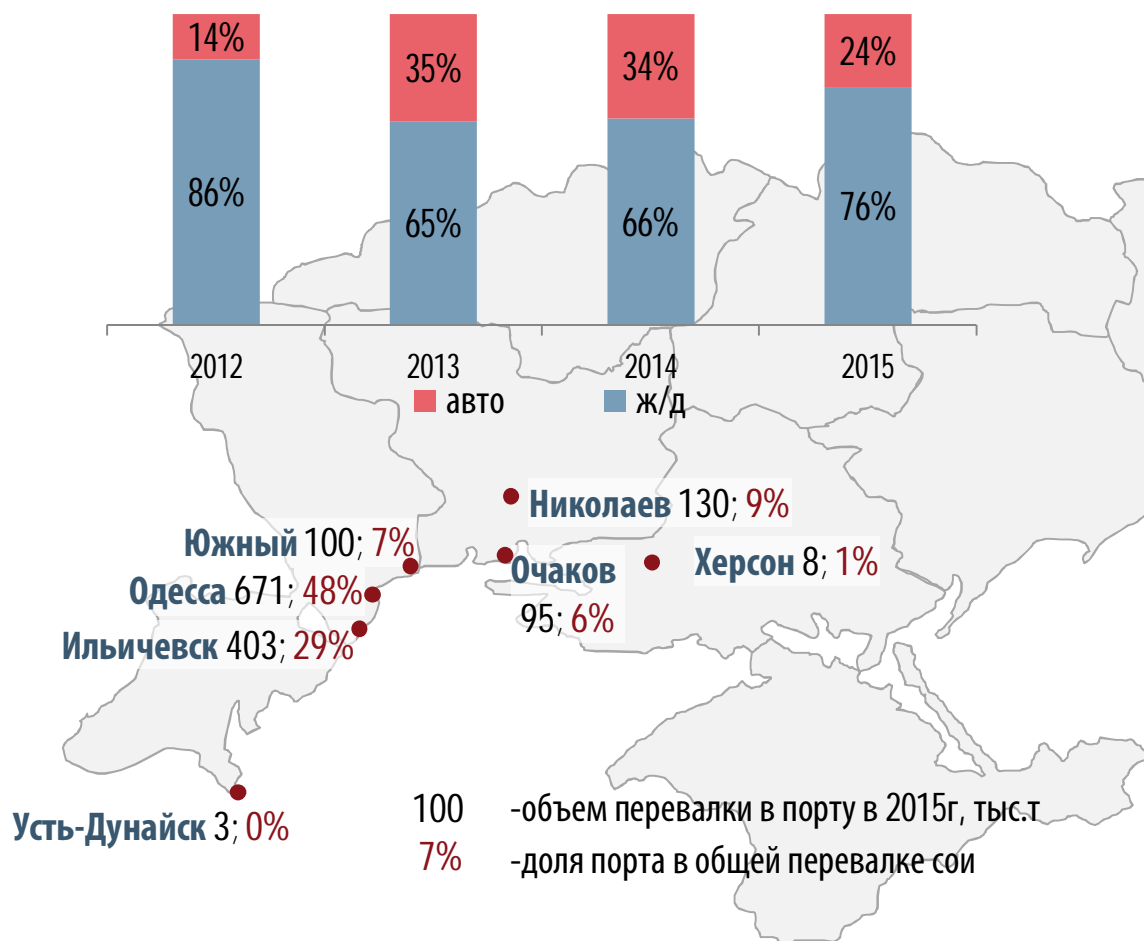 14%
35%
34%
24%
86%
65%
66%
76%
2012
2013
2014
2015
авто
ж/д
Николаев 130; 9%
Южный 100; 7%
Очаков
95; 6%
Херсон 8; 1%
Одесса 671; 48%
Ильичевск 403; 29%
Усть-Дунайск 3; 0%
100 -объем перевалки в порту в 2015г, тыс.т
7% -доля порта в общей перевалке сои